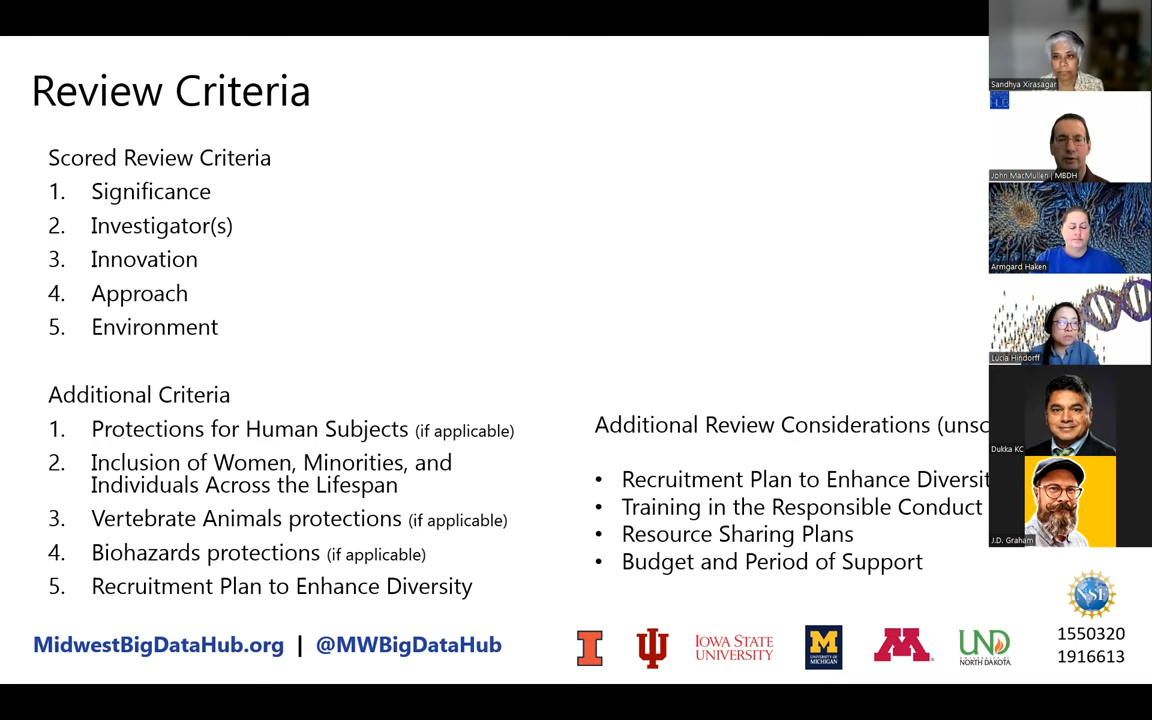 Review Criteria
Scored Review Criteria
1. Significance
2. Investigator(s)
3. Innovation
4. Approach
5. Environment
Additional Criteria
1. Protections for Human Subjects (if applicable)
2. Inclusion of Women, Minorities, and
Individuals Across the Lifespan
3. Vertebrate Animals protections (if applicable)
4. Biohazards protections (if applicable)
5. Recruitment Plan to Enhance Diversity
Additional Review Considerations (unsc
• Recruitment Plan to Enhance Diversit
• Training in the Responsible Conduct
• Resource Sharing Plans
• Budget and Period of Support
MidwestBigDataHub.org | @MWBigDataHub
IOWA STATE
UNIVERSITY
M
UNIVERSITY OF
MICHIGAN
M
UND
UNIVERSITY OF
NORTH DAKOTA
NSF
1550320
1916613
Sandhya Xirasagar
HUB
John MacMullen | MBDH
Armgard Haken
Lucia Hindorff
Dukka KC
J.D. Graham